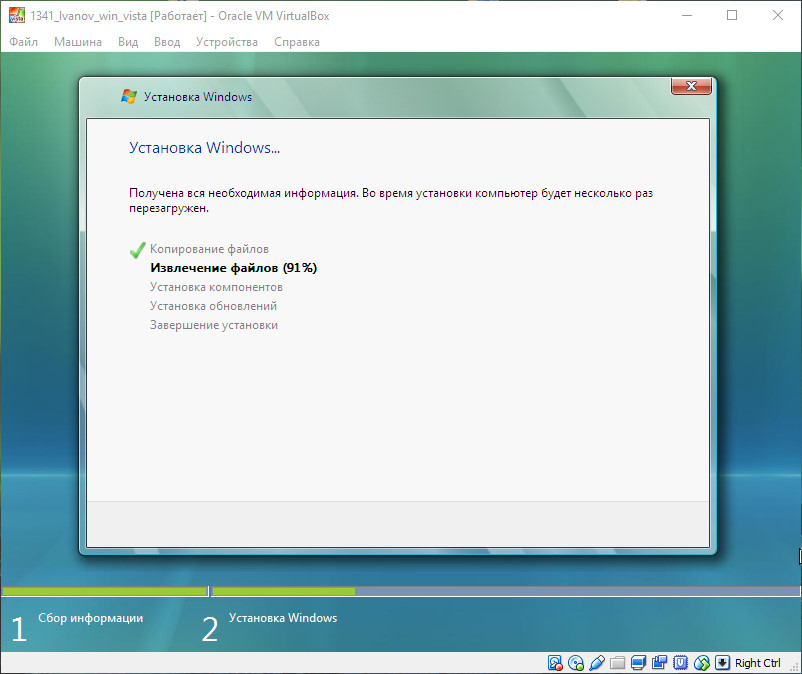 1341_Ivanov_win_vista [Работает] - Oracle VM VirtualBox
Файл Машина Вид Ввод Устройства Справка
Установка Windows
Установка Windows...
Получена вся необходимая информация. Во время установки компьютер будет несколько раз
перезагружен.
Копирование файлов
Извлечение файлов (91%)
Установка компонентов
Установка обновлений
Завершение установки
1 Сбор информации 2 Установка Windows
Right Ctrl